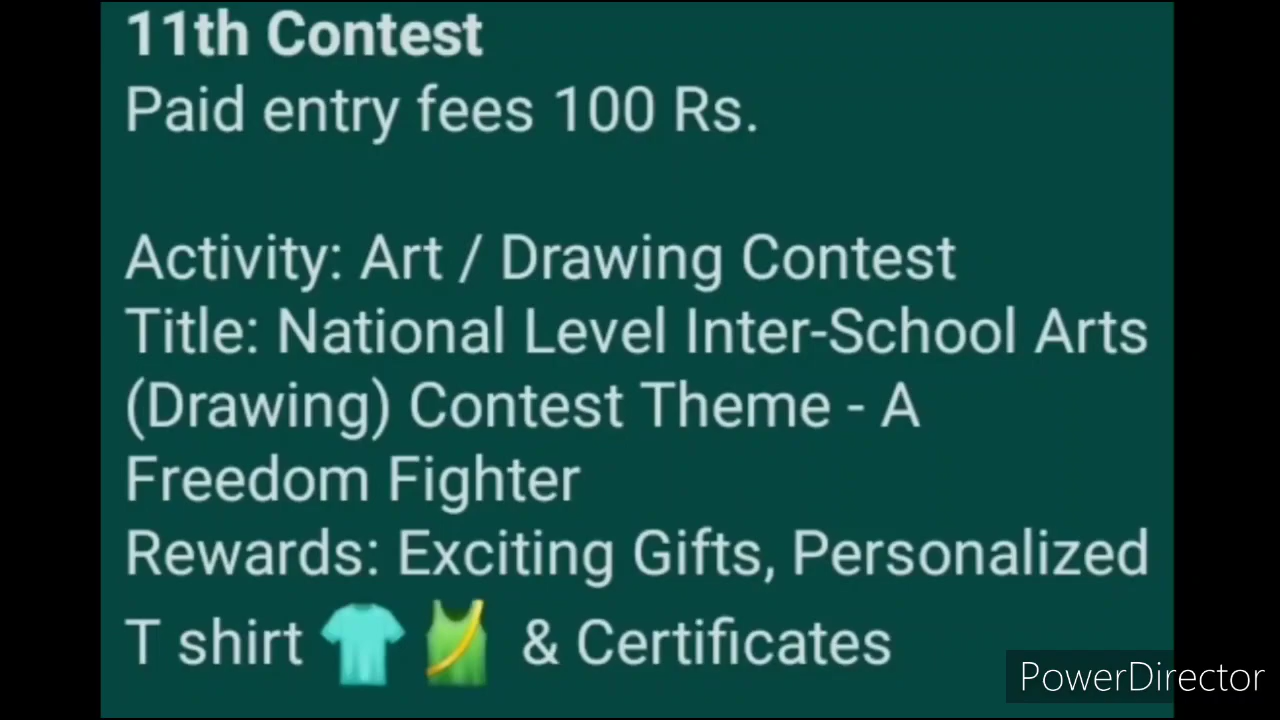 11th Contest
Paid entry fees 100 Rs.
Activity: Art / Drawing Contest
Title: National Level Inter-School Arts
(Drawing) Contest Theme - A
Freedom Fighter
Rewards: Exciting Gifts, Personalized
T shirt 👕🎽 & Certificates
PowerDirector